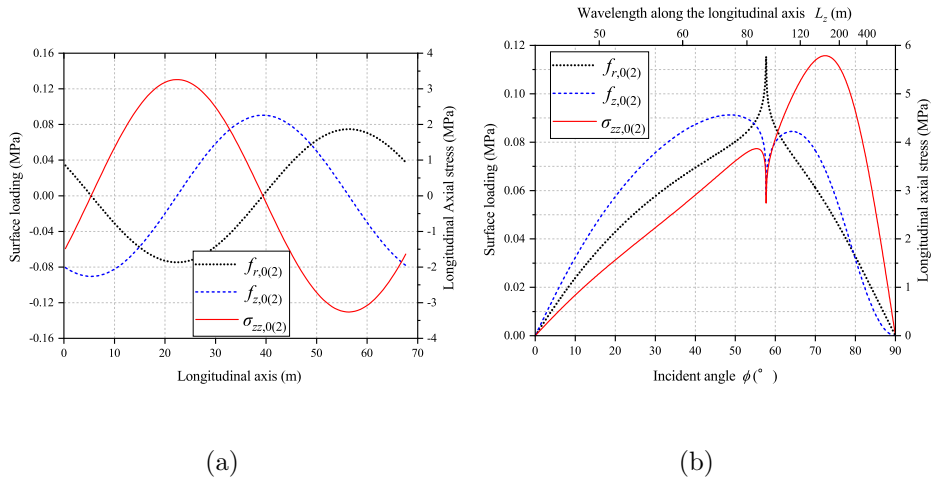 Surface loading (MPa)
0.16
0.12
0.08
0.04
0.00
-0.04
-0.08
-0.12
-0.16
0 10 20 30 40 50 60 70
Longitudinal axis (m)
4
3
2
1
0
-1
-2
-3
-4
Longitudinal Axial stress (MPa)
f_{r,0(2)}
f_{z,0(2)}
σ_{zz,0(2)}
(a)
Wavelength along the longitudinal axis L_z (m)
50 60 80 90 120 200 400
Surface loading (MPa)
0.12
0.10
0.08
0.06
0.04
0.02
0.00
0 10 20 30 40 50 60 70 80 90
Incident angle ϕ (°)
6
5
4
3
2
1
0
Longitudinal axial stress (MPa)
f_{r,0(2)}
f_{z,0(2)}
σ_{zz,0(2)}
(b)